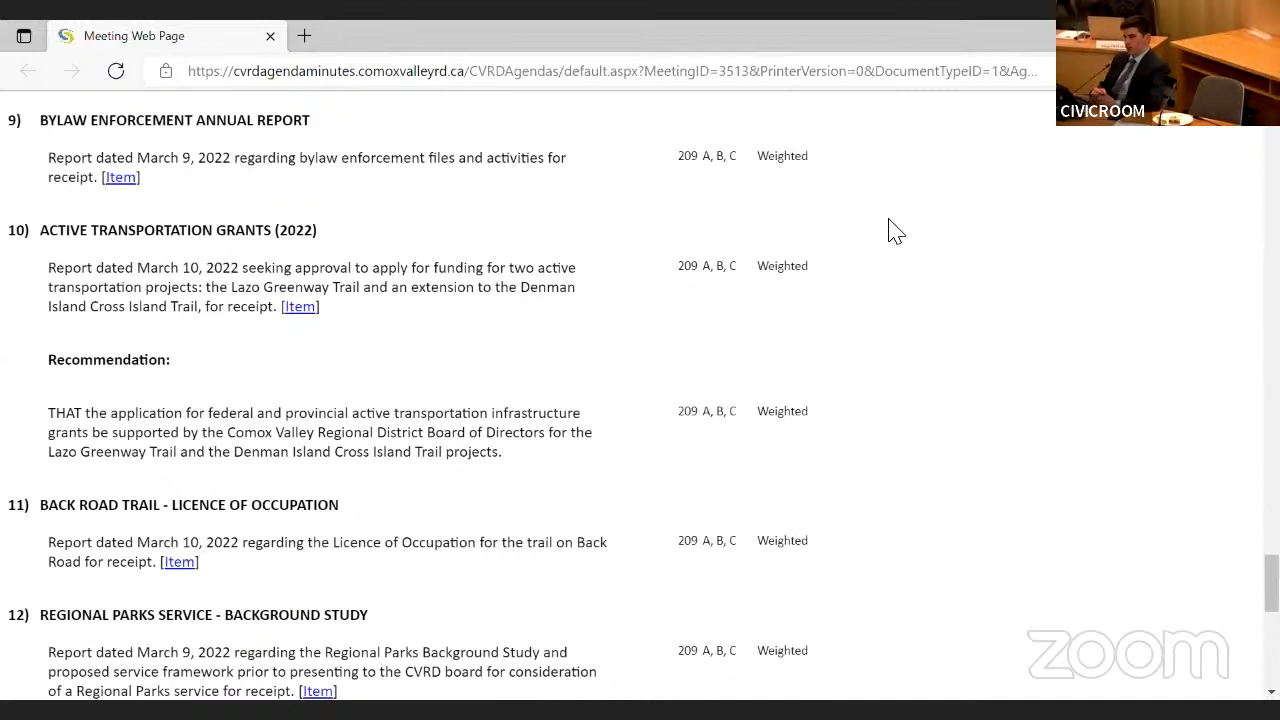 Meeting Web Page
https://cvrdagendaminutes.comoxvalleyrd.ca/CVRDAgendas/default.aspx?MeetingID=3513&PrinterVersion=0&DocumentTypeID=1&Ag...
CIVICROOM
9) BYLAW ENFORCEMENT ANNUAL REPORT
Report dated March 9, 2022 regarding bylaw enforcement files and activities for 209 A, B, C Weighted
receipt. [Item]
10) ACTIVE TRANSPORTATION GRANTS (2022)
Report dated March 10, 2022 seeking approval to apply for funding for two active 209 A, B, C Weighted
transportation projects: the Lazo Greenway Trail and an extension to the Denman
Island Cross Island Trail, for receipt. [Item]
Recommendation:
THAT the application for federal and provincial active transportation infrastructure 209 A, B, C Weighted
grants be supported by the Comox Valley Regional District Board of Directors for the
Lazo Greenway Trail and the Denman Island Cross Island Trail projects.
11) BACK ROAD TRAIL - LICENCE OF OCCUPATION
Report dated March 10, 2022 regarding the Licence of Occupation for the trail on Back 209 A, B, C Weighted
Road for receipt. [Item]
12) REGIONAL PARKS SERVICE - BACKGROUND STUDY
Report dated March 9, 2022 regarding the Regional Parks Background Study and 209 A, B, C Weighted
proposed service framework prior to presenting to the CVRD board for consideration
of a Regional Parks service for receipt. [Item]
zoom